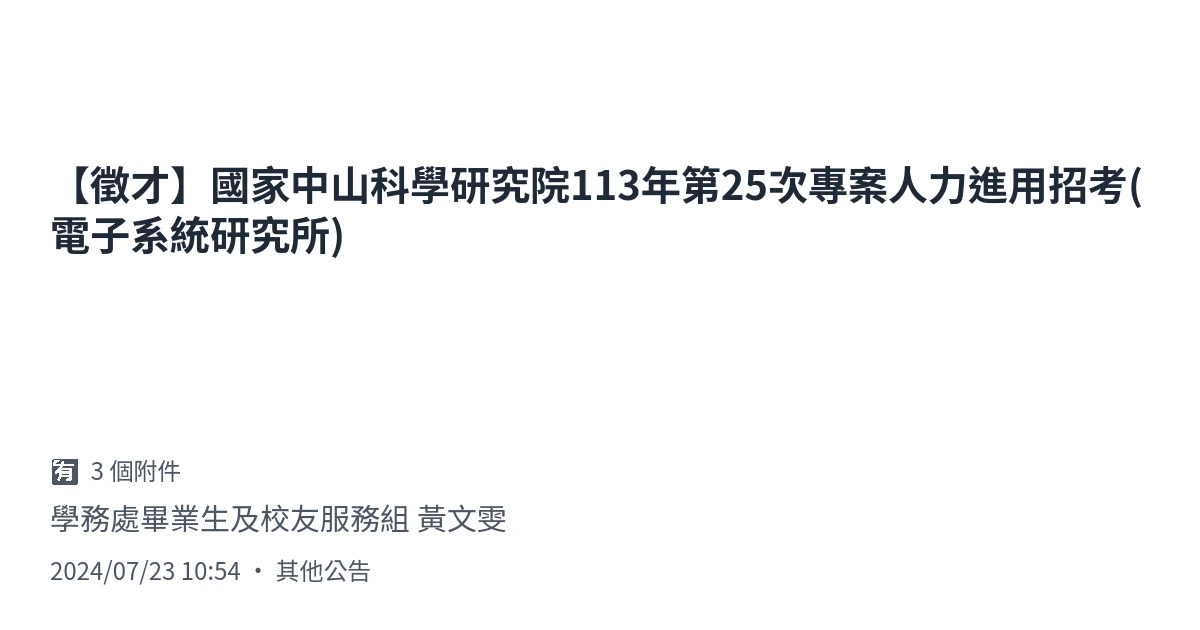 【徵才】國家中山科學研究院113年第25次專案人力進用招考(
電子系統研究所)
有 3 個附件
學務處畢業生及校友服務組 黃文雯
2024/07/23 10:54 • 其他公告